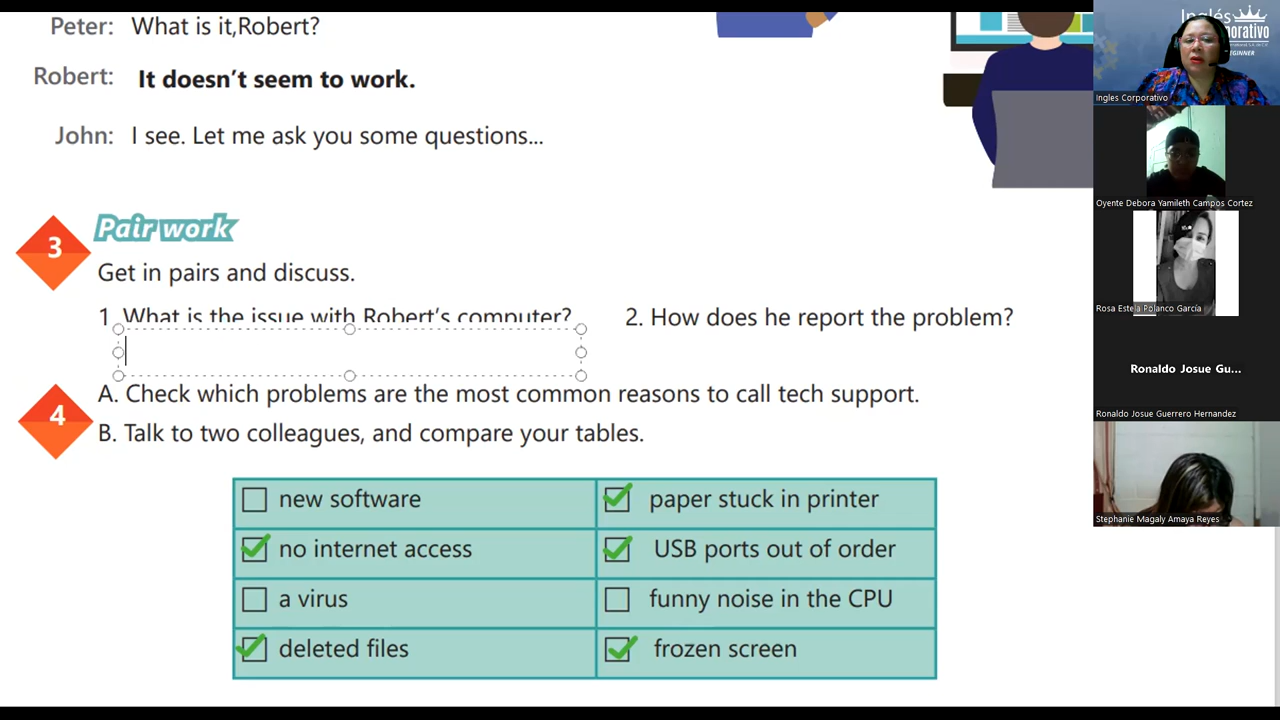 Peter: What is it,Robert?
Robert: It doesn't seem to work.
John: I see. Let me ask you some questions...
3 Pair work
Get in pairs and discuss.
1. What is the issue with Robert's computer? 2. How does he report the problem?
4 A. Check which problems are the most common reasons to call tech support.
B. Talk to two colleagues, and compare your tables.
new software
paper stuck in printer
no internet access
USB ports out of order
a virus
funny noise in the CPU
deleted files
frozen screen
Inglés
Ingles Corporativo
Oyente Debora Yamileth Campos Cortez
Rosa Estela Polanco García
Ronaldo Josue Gu...
Ronaldo Josue Guerrero Hernandez
Stephanie Magaly Amaya Reyes